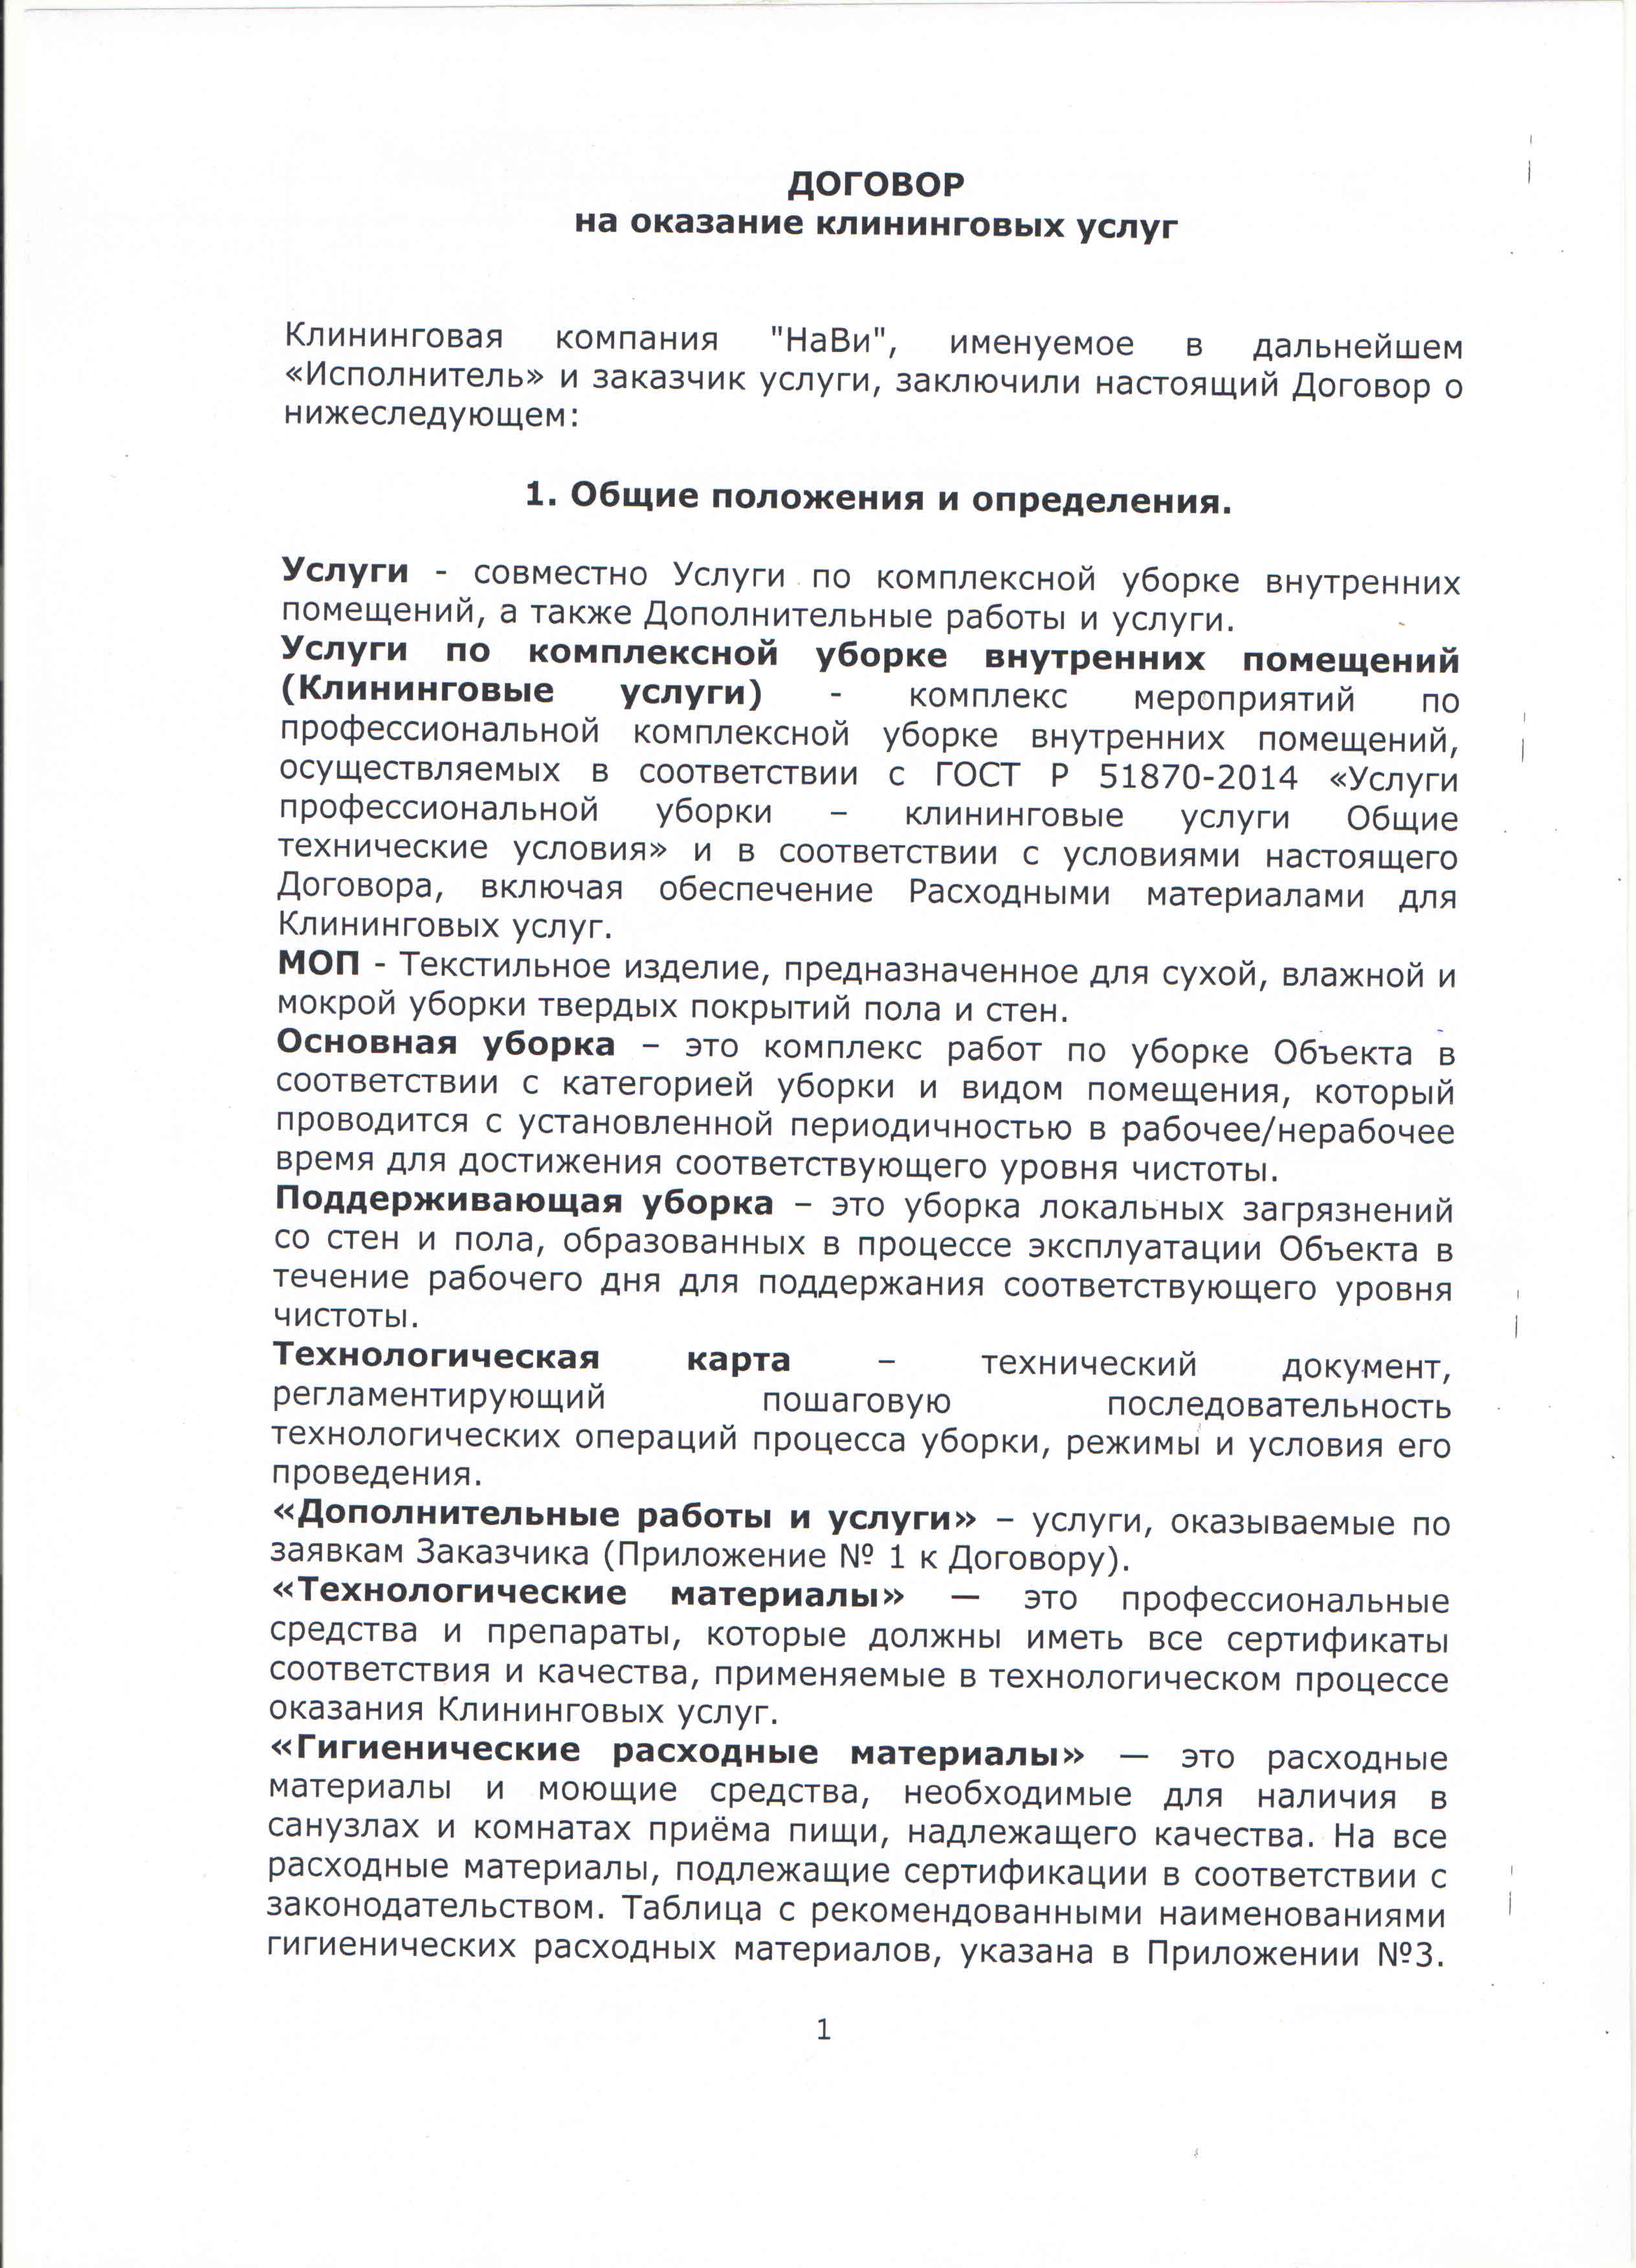 ДОГОВОР
на оказание клининговых услуг
Клининговая компания "НаВи", именуемое в дальнейшем
«Исполнитель» и заказчик услуги, заключили настоящий Договор о
нижеследующем:
1. Общие положения и определения.
Услуги - совместно Услуги по комплексной уборке внутренних
помещений, а также Дополнительные работы и услуги.
Услуги по комплексной уборке внутренних помещений
(Клининговые услуги) - комплекс мероприятий по
профессиональной комплексной уборке внутренних помещений,
осуществляемых в соответствии с ГОСТ Р 51870-2014 «Услуги
профессиональной уборки – клининговые услуги Общие
технические условия» и в соответствии с условиями настоящего
Договора, включая обеспечение Расходными материалами для
Клининговых услуг.
МОП - Текстильное изделие, предназначенное для сухой, влажной и
мокрой уборки твердых покрытий пола и стен.
Основная уборка – это комплекс работ по уборке Объекта в
соответствии с категорией уборки и видом помещения, который
проводится с установленной периодичностью в рабочее/нерабочее
время для достижения соответствующего уровня чистоты.
Поддерживающая уборка – это уборка локальных загрязнений
со стен и пола, образованных в процессе эксплуатации Объекта в
течение рабочего дня для поддержания соответствующего уровня
чистоты.
Технологическая карта – технический документ,
регламентирующий пошаговую последовательность
технологических операций процесса уборки, режимы и условия его
проведения.
«Дополнительные работы и услуги» – услуги, оказываемые по
заявкам Заказчика (Приложение № 1 к Договору).
«Технологические материалы» — это профессиональные
средства и препараты, которые должны иметь все сертификаты
соответствия и качества, применяемые в технологическом процессе
оказания Клининговых услуг.
«Гигиенические расходные материалы» — это расходные
материалы и моющие средства, необходимые для наличия в
санузлах и комнатах приёма пищи, надлежащего качества. На все
расходные материалы, подлежащие сертификации в соответствии с
законодательством. Таблица с рекомендованными наименованиями
гигиенических расходных материалов, указана в Приложении №3.
1